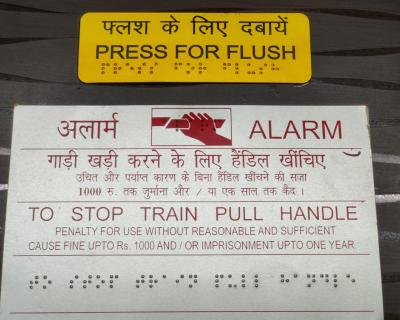 फ्लश के लिए दबायें
PRESS FOR FLUSH
अलार्म ALARM
गाड़ी खड़ी करने के लिए हैंडिल खींचिए
उचित और पर्याप्त कारण के बिना हैंडिल खींचने की सजा
1000 रु. तक जुर्माना और / या एक साल तक कैद।
TO STOP TRAIN PULL HANDLE
PENALTY FOR USE WITHOUT REASONABLE AND SUFFICIENT
CAUSE FINE UPTO Rs. 1000 AND / OR IMPRISONMENT UPTO ONE YEAR.